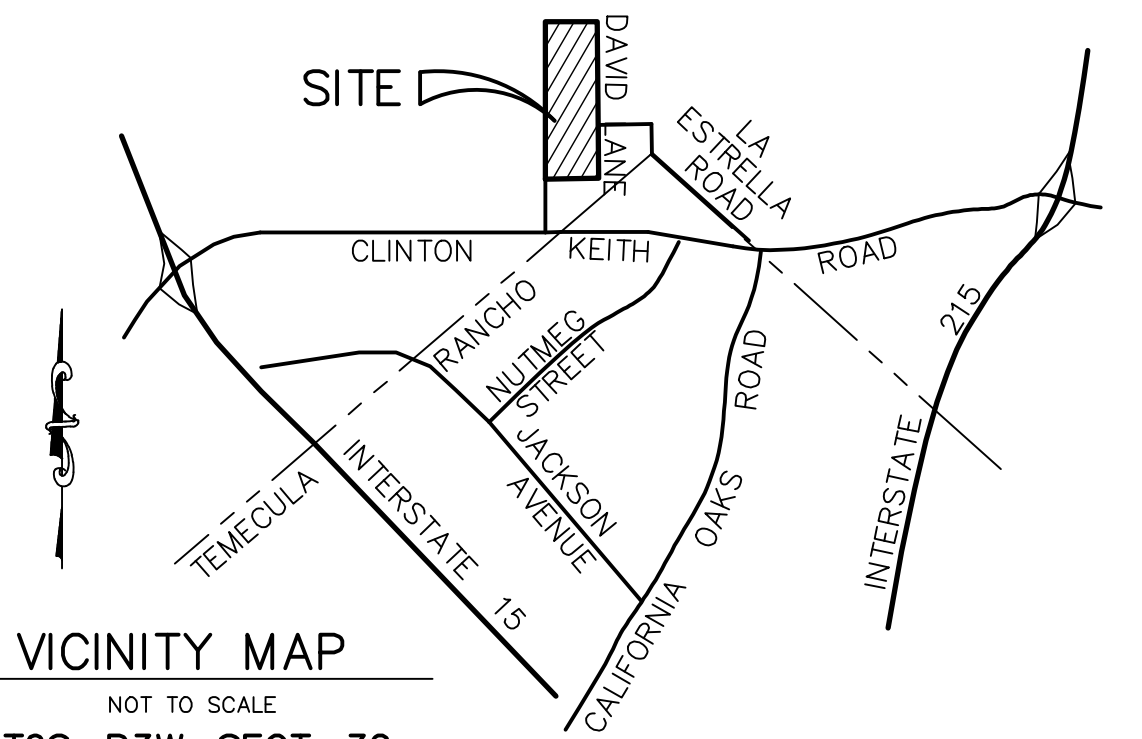 DAVID
LANE
SITE
LA
ESTRELLA
ROAD
CLINTON KEITH ROAD
RANCHO
TEMECULA
NUTMEG
STREET
JACKSON
AVENUE
INTERSTATE 15
CALIFORNIA OAKS ROAD
INTERSTATE 215
VICINITY MAP
NOT TO SCALE